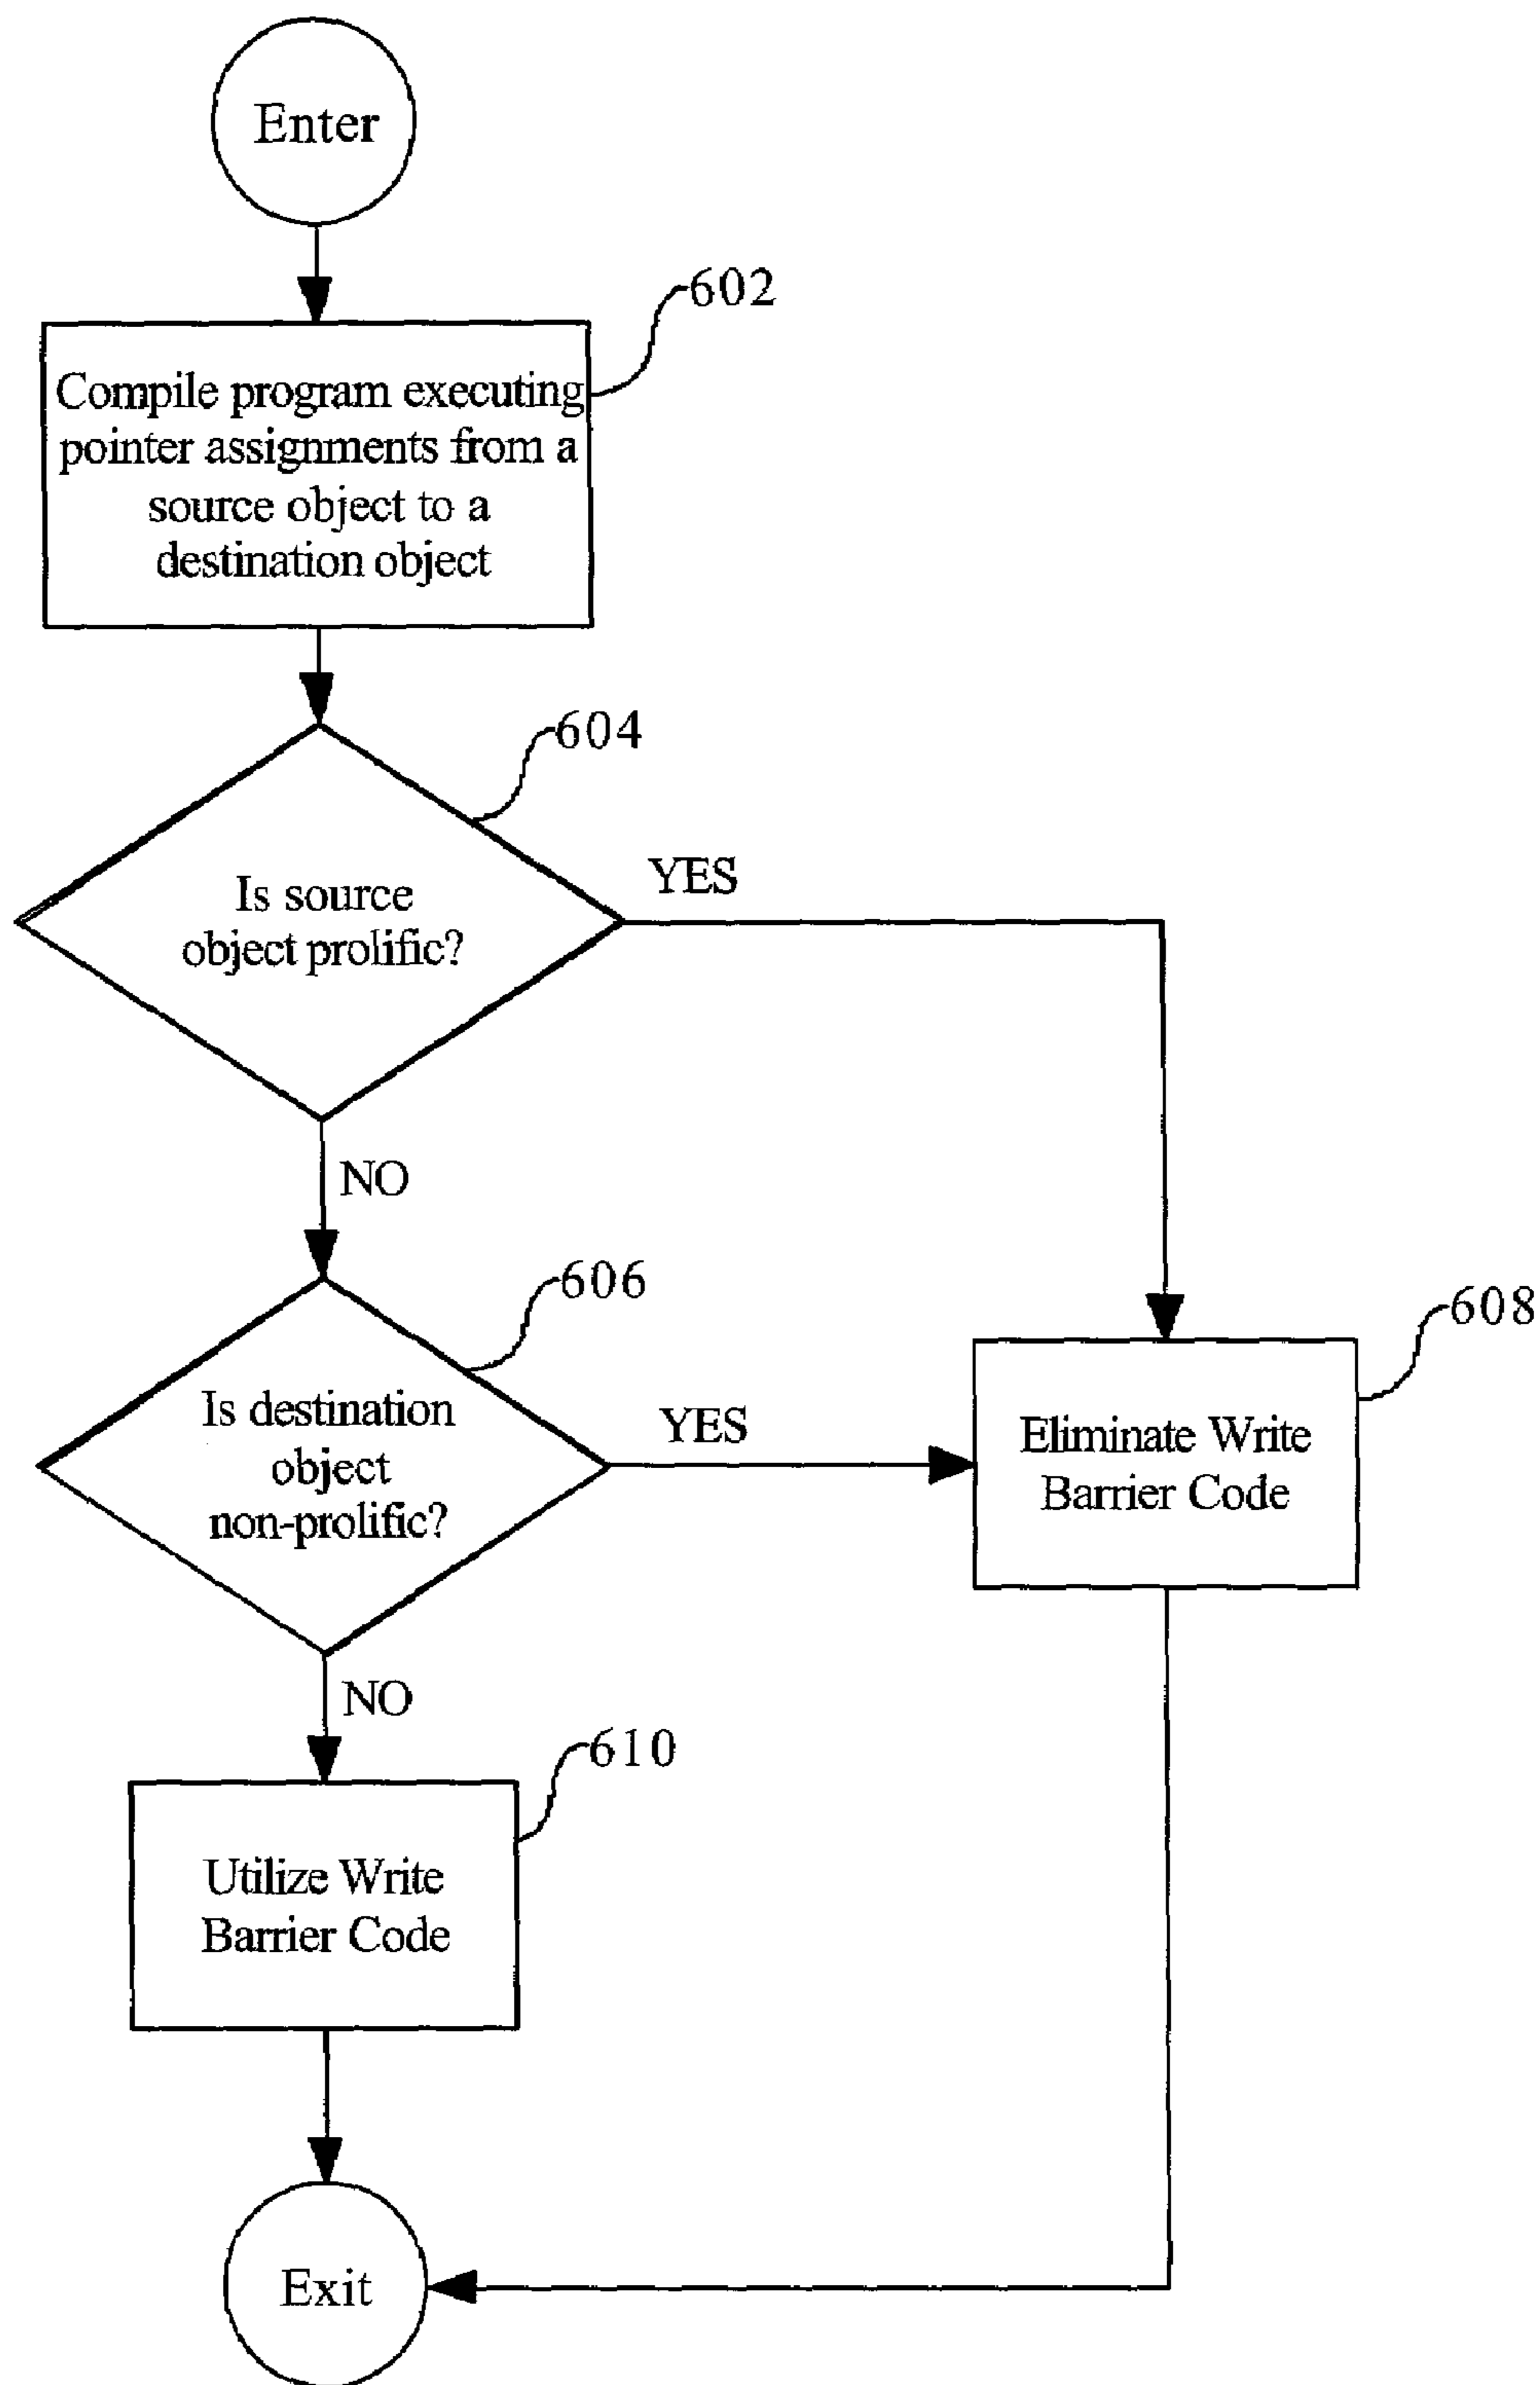 Enter
602
Compile program executing
pointer assignments from a
source object to a
destination object
604
YES
Is source
object prolific?
NO
606
608
YES
Is destination
object
non-prolific?
Eliminate Write
Barrier Code
NO
610
Utilize Write
Barrier Code
Exit